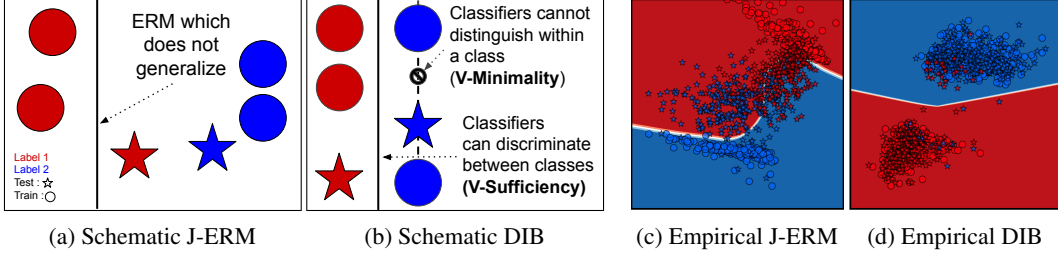 ERM which
does not
generalize
Label 1
Label 2
Test : ☆
Train : ○
Classifiers cannot
distinguish within
a class
(V-Minimality)
Classifiers
can discriminate
between classes
(V-Sufficiency)
(a) Schematic J-ERM
(b) Schematic DIB
(c) Empirical J-ERM
(d) Empirical DIB